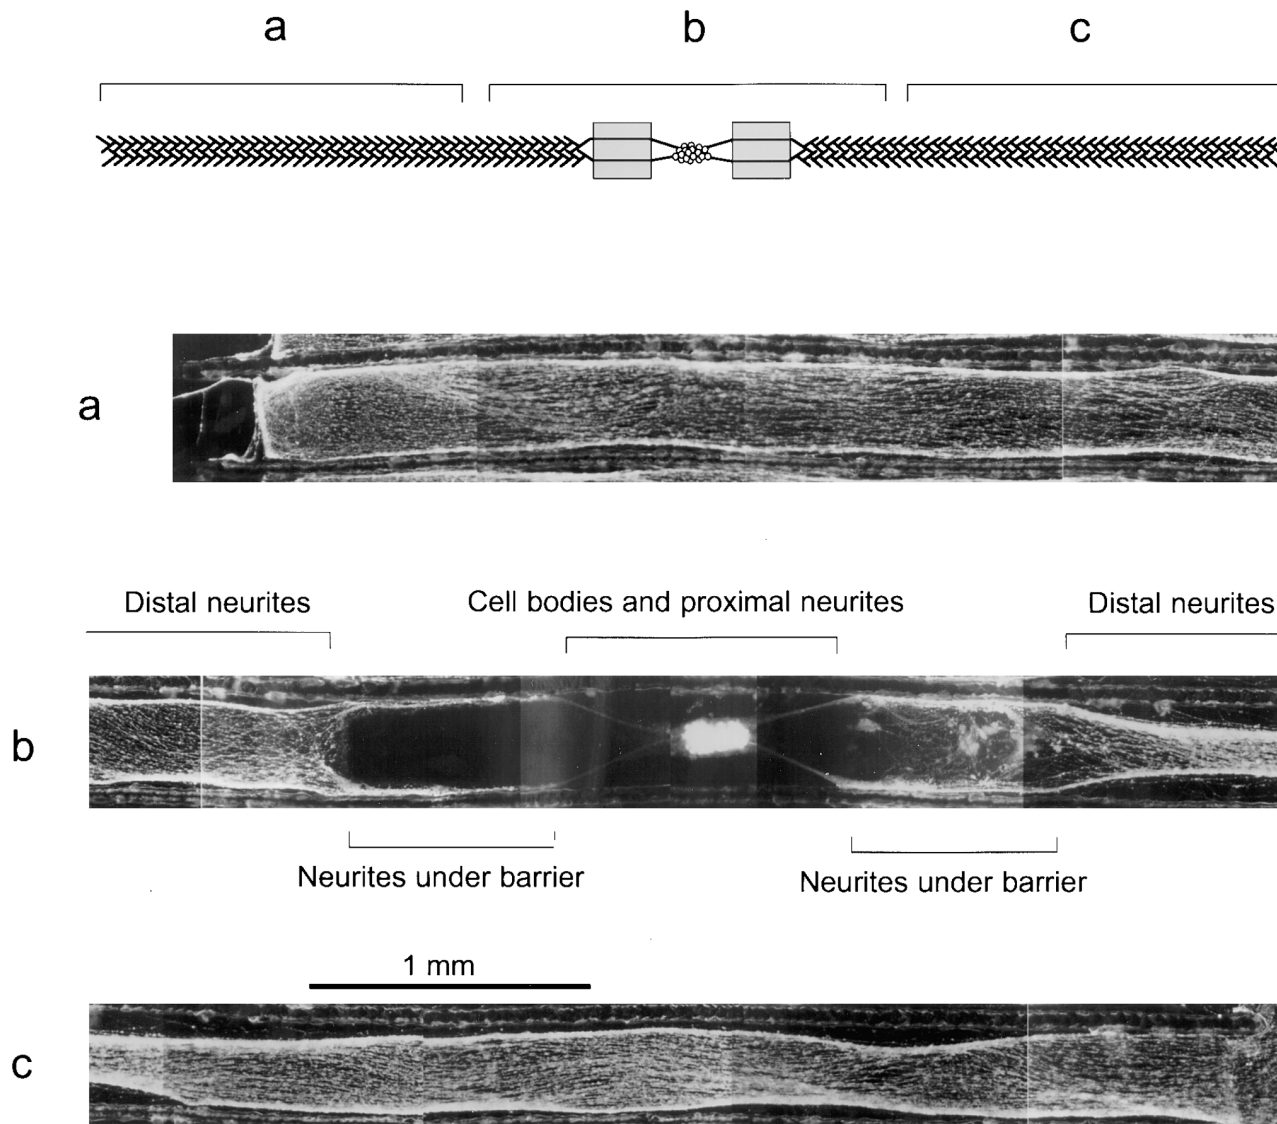 a b c
a
Distal neurites Cell bodies and proximal neurites Distal neurites
b
Neurites under barrier Neurites under barrier
1 mm
c